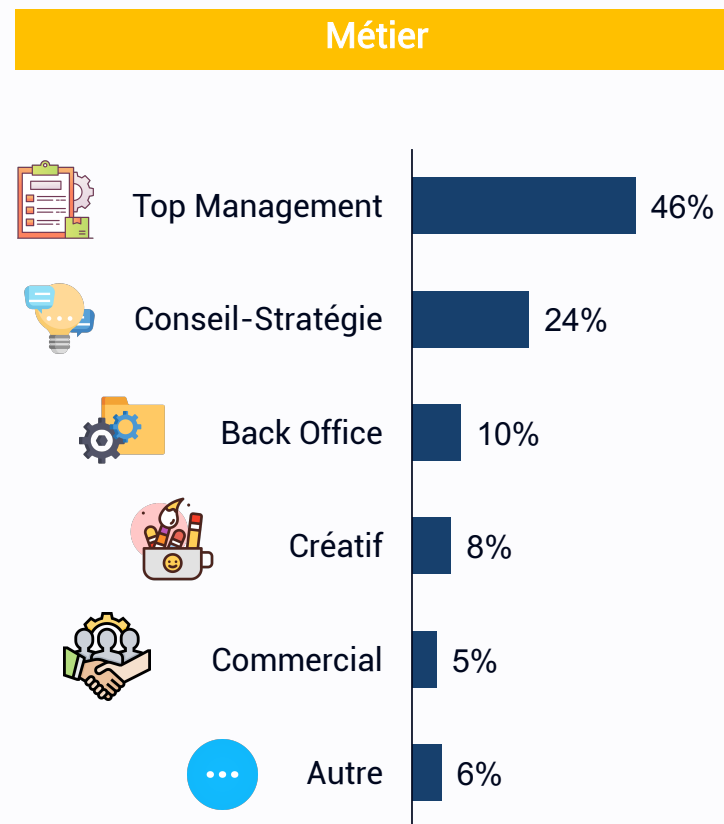 Métier
Top Management 46%
Conseil-Stratégie 24%
Back Office 10%
Créatif 8%
Commercial 5%
Autre 6%